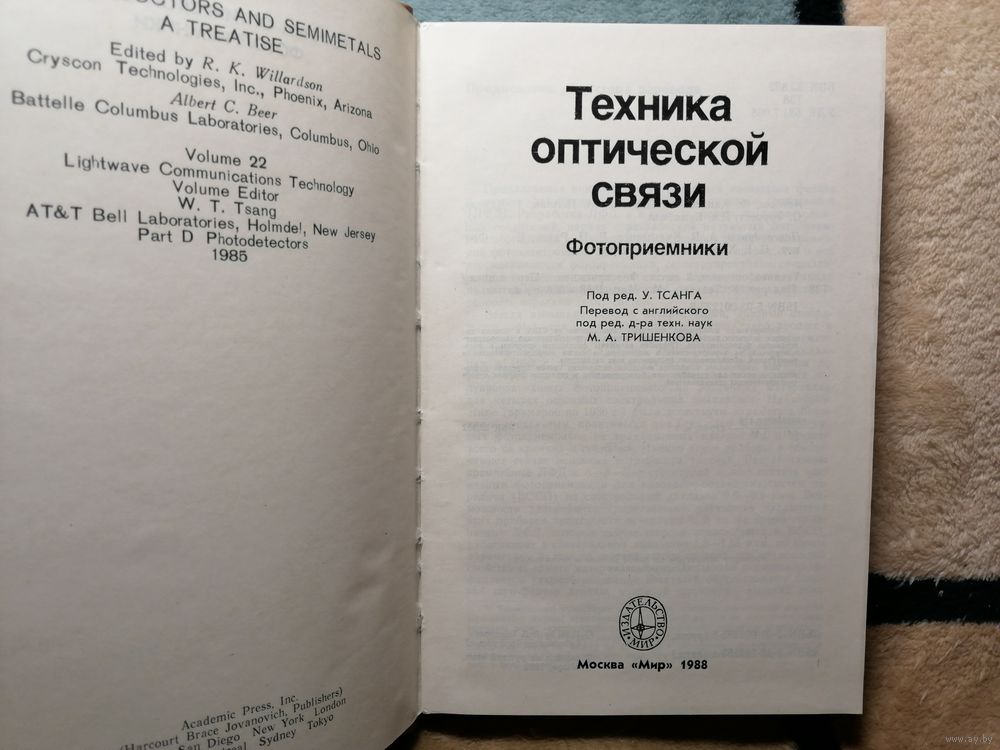 AND SEMIMETALS
A TREATISE
Edited by R. K. Willardson
Cryscon Technologies, Inc., Phoenix, Arizona
Albert C. Beer
Battelle Columbus Laboratories, Columbus, Ohio
Volume 22
Lightwave Communications Technology
Volume Editor
W. T. Tsang
AT&T Bell Laboratories, Holmdel, New Jersey
Part D Photodetectors
1985
Academic Press, Inc.
(Harcourt Brace Jovanovich, Publishers)
San Diego New York London
Sydney Tokyo
Техника
оптической
связи
Фотоприемники
Под ред. У. ТСАНГА
Перевод с английского
под ред. д-ра техн. наук
М. А. ТРИШЕНКОВА
ИЗДАТЕЛЬСТВО
МИР
Москва «Мир» 1988
www.ay.by